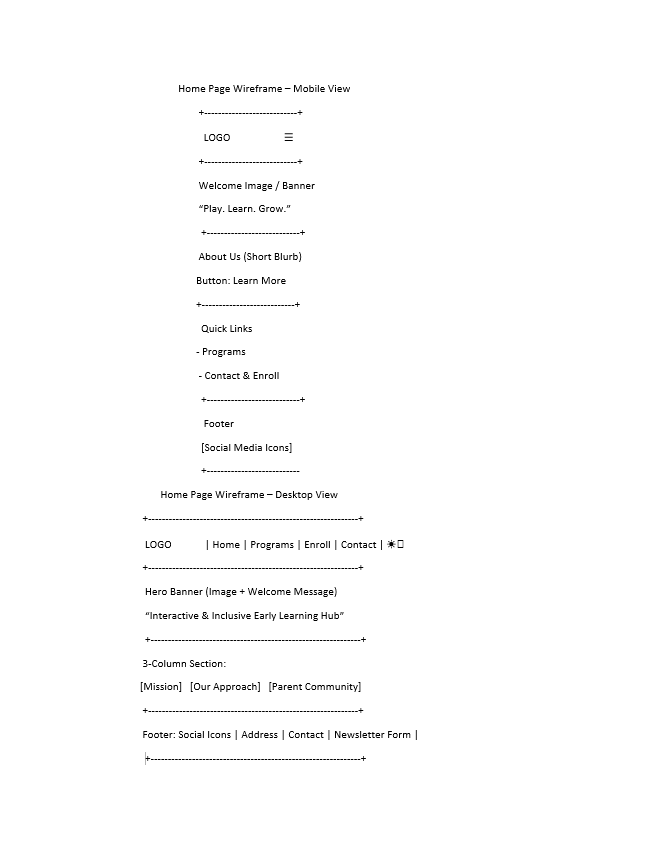 Home Page Wireframe – Mobile View
+---------------------------+
LOGO ☰
+---------------------------+
Welcome Image / Banner
“Play. Learn. Grow.”
+---------------------------+
About Us (Short Blurb)
Button: Learn More
+---------------------------+
Quick Links
- Programs
- Contact & Enroll
+---------------------------+
Footer
[Social Media Icons]
+---------------------------
Home Page Wireframe – Desktop View
+-------------------------------------------------------------+
LOGO | Home | Programs | Enroll | Contact | ☀□
+-------------------------------------------------------------+
Hero Banner (Image + Welcome Message)
“Interactive & Inclusive Early Learning Hub”
+-------------------------------------------------------------+
3-Column Section:
[Mission] [Our Approach] [Parent Community]
+-------------------------------------------------------------+
Footer: Social Icons | Address | Contact | Newsletter Form |
+-------------------------------------------------------------+